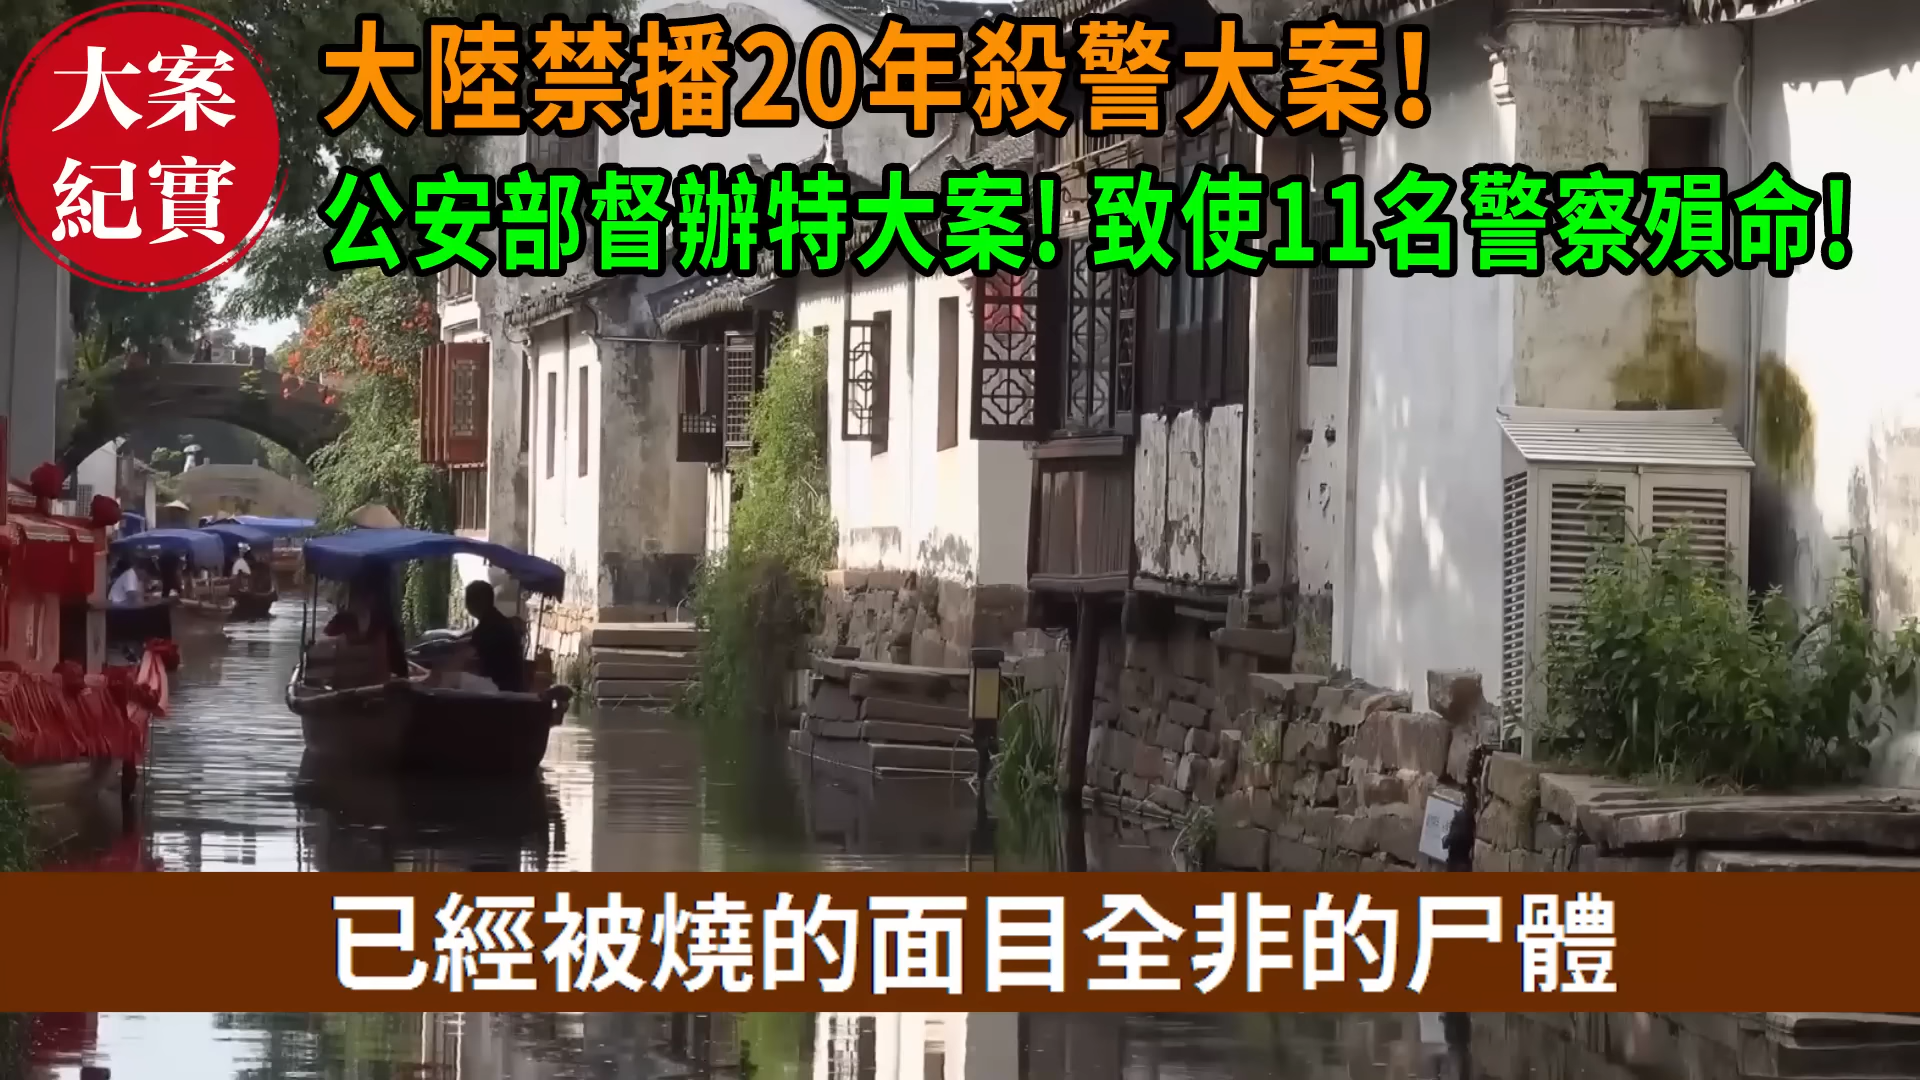 大案
紀實
大陸禁播20年殺警大案!
公安部督辦特大案! 致使11名警察殞命!
已經被燒的面目全非的尸體